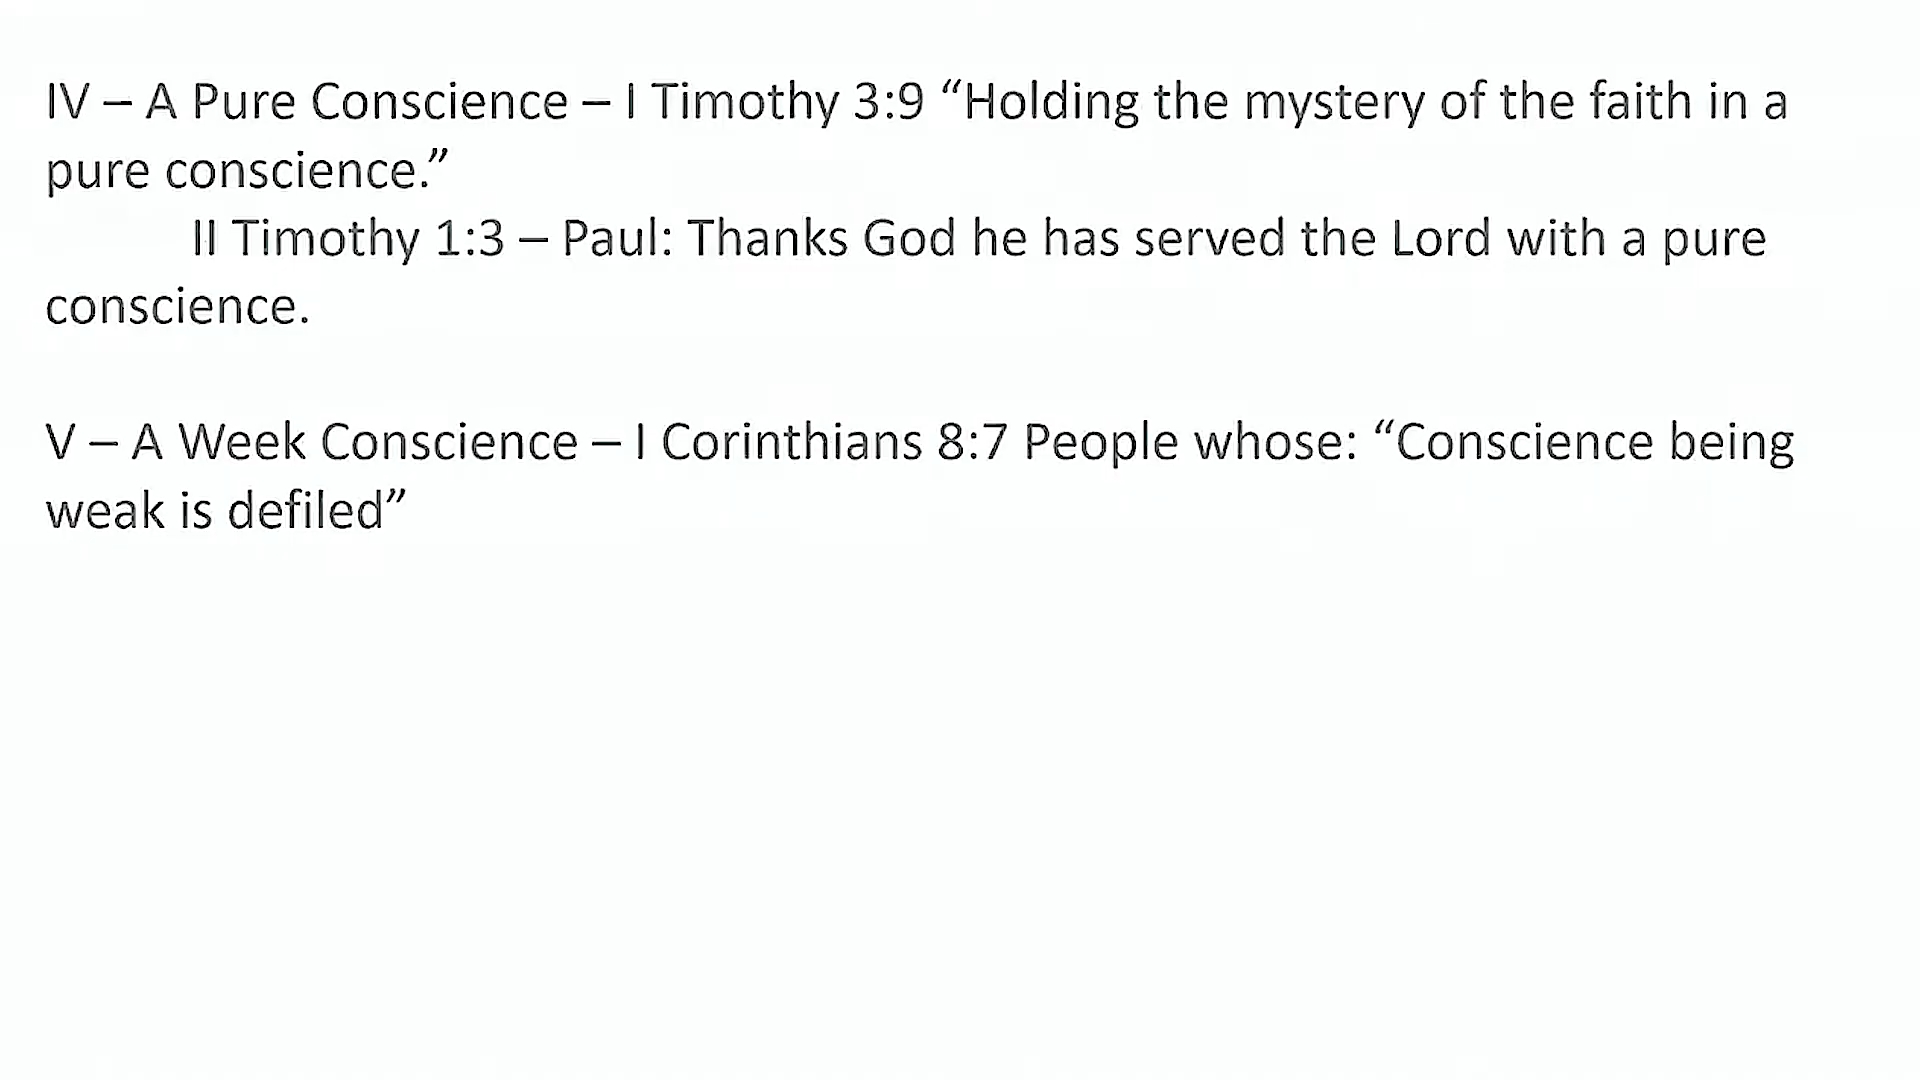 IV – A Pure Conscience – I Timothy 3:9 “Holding the mystery of the faith in a
pure conscience.”
II Timothy 1:3 – Paul: Thanks God he has served the Lord with a pure
conscience.
V – A Week Conscience – I Corinthians 8:7 People whose: “Conscience being
weak is defiled”